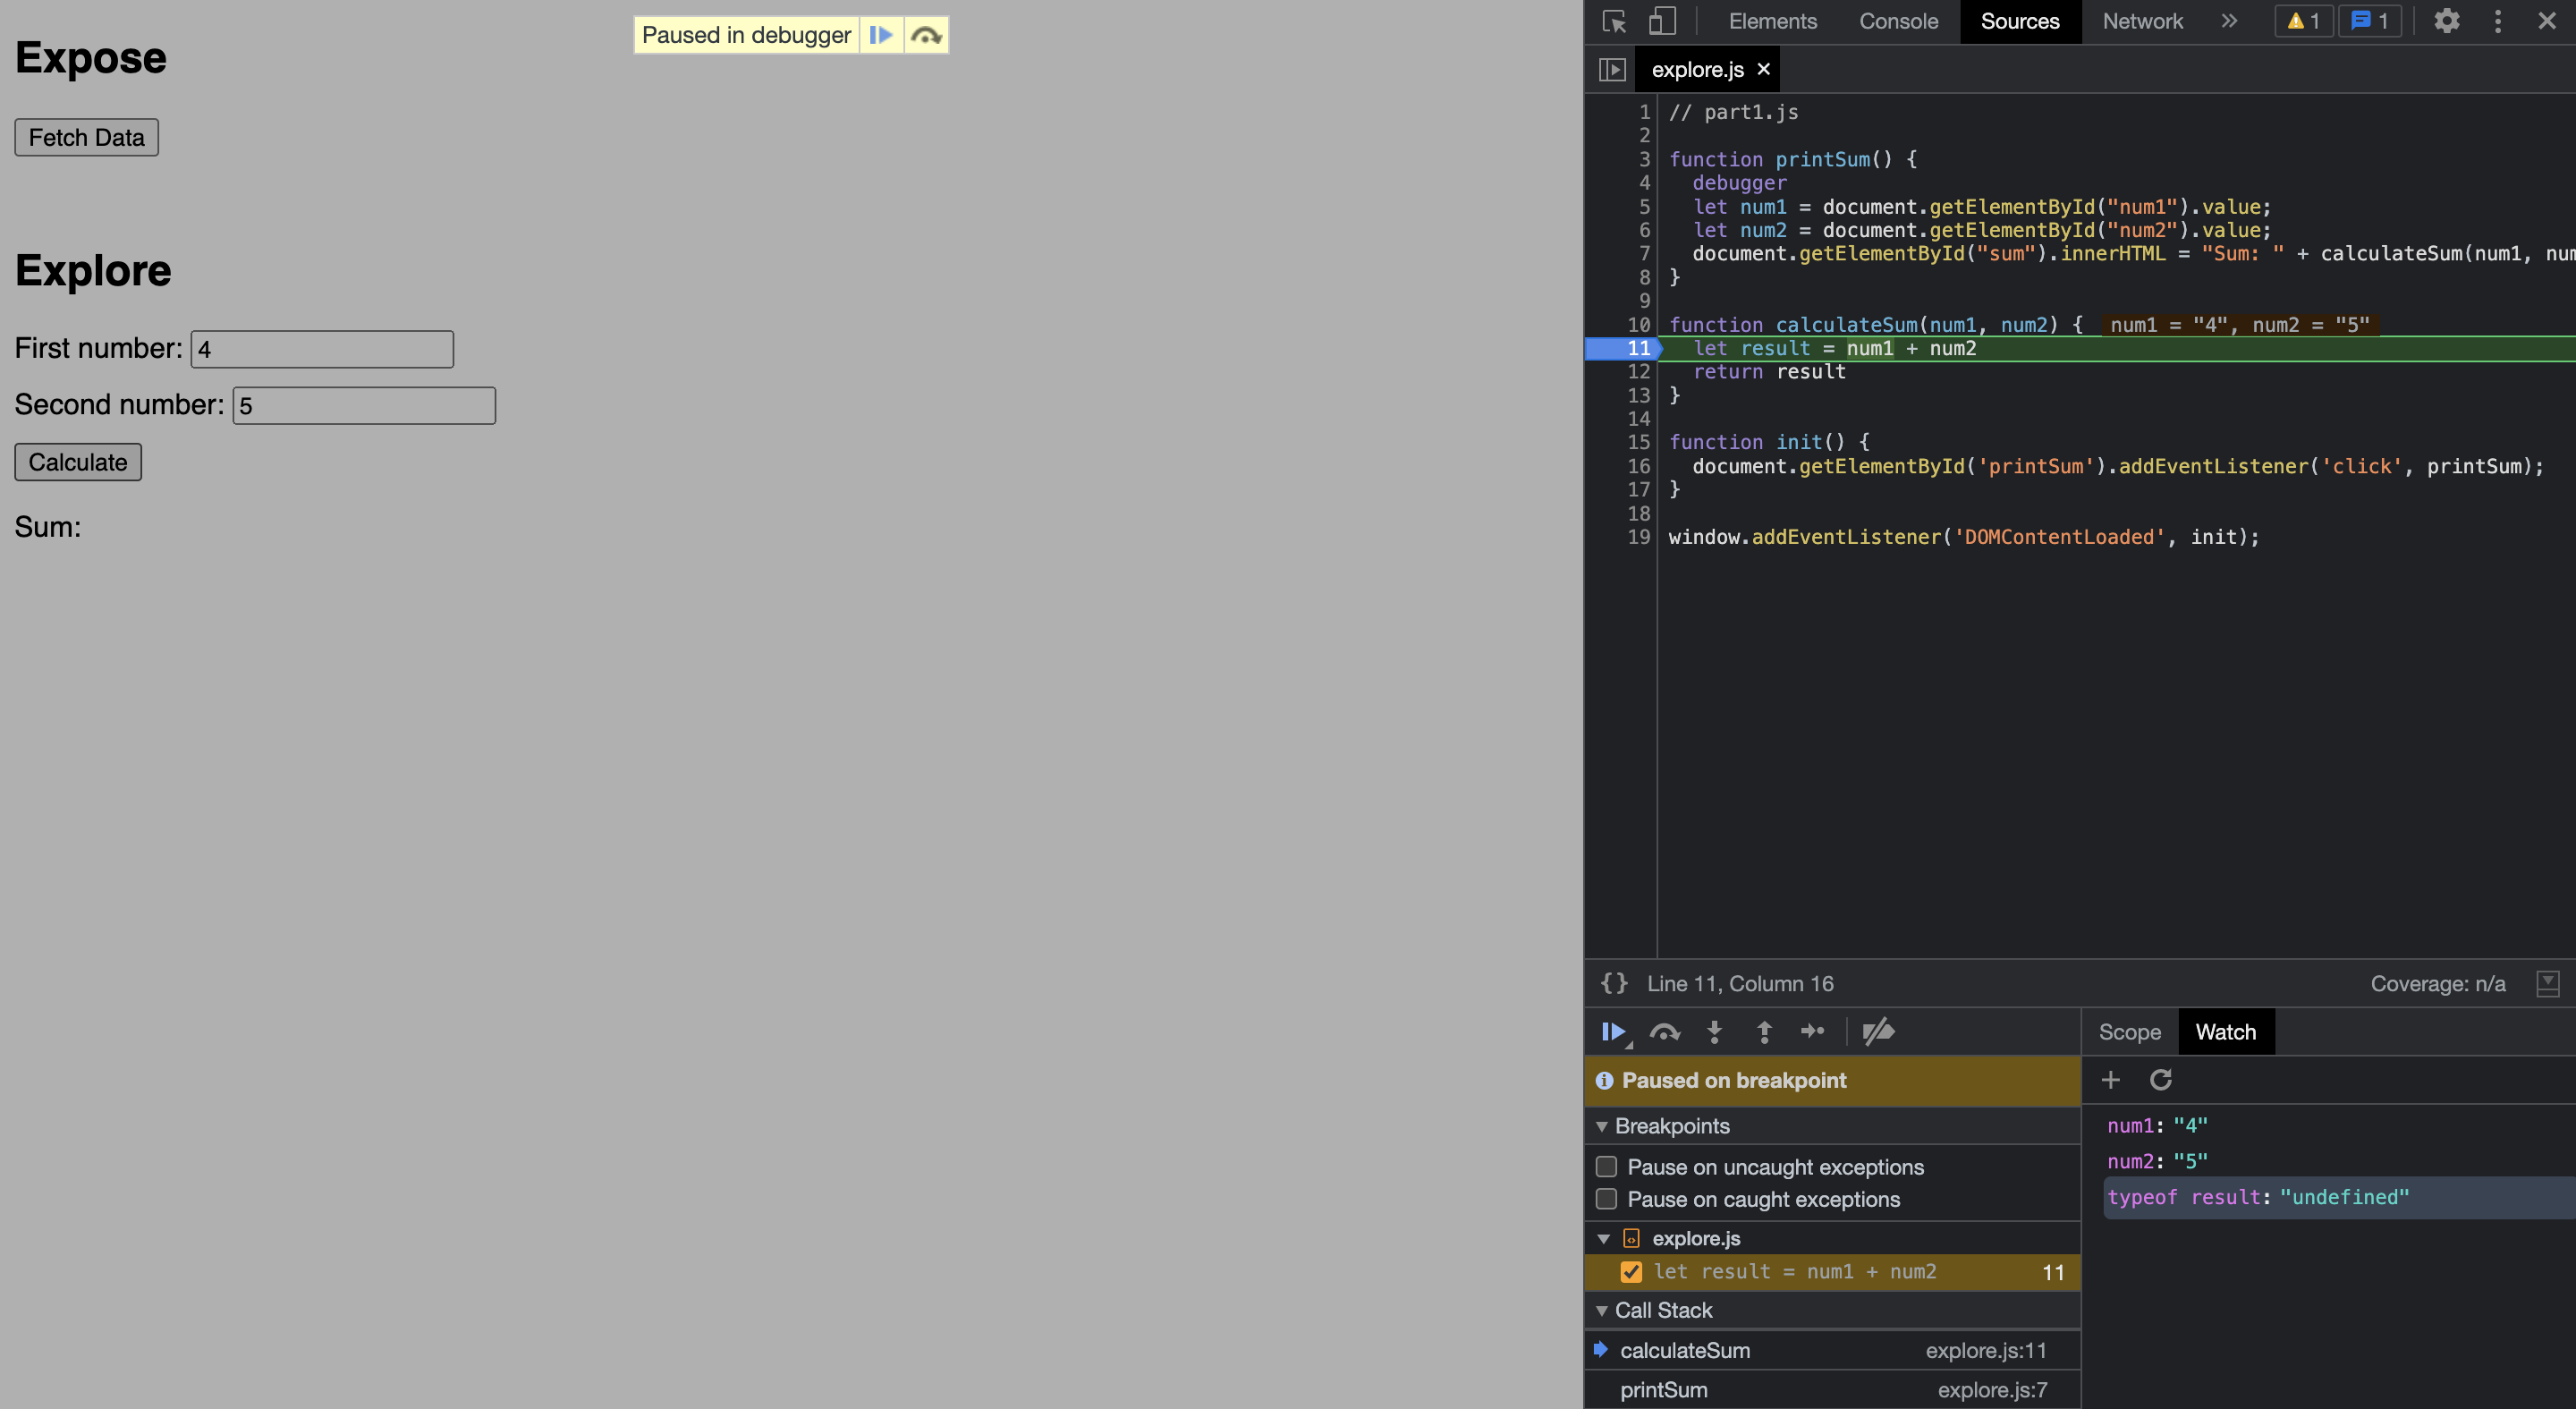 Expose
Paused in debugger
Fetch Data
Explore
First number: 4
Second number: 5
Calculate
Sum:
Elements Console Sources Network » 1 1
explore.js ×
1 // part1.js
2
3 function printSum() {
4 debugger
5 let num1 = document.getElementById("num1").value;
6 let num2 = document.getElementById("num2").value;
7 document.getElementById("sum").innerHTML = "Sum: " + calculateSum(num1, num
8 }
9
10 function calculateSum(num1, num2) { num1 = "4", num2 = "5"
11 let result = num1 + num2
12 return result
13 }
14
15 function init() {
16 document.getElementById('printSum').addEventListener('click', printSum);
17 }
18
19 window.addEventListener('DOMContentLoaded', init);
{} Line 11, Column 16 Coverage: n/a
Paused on breakpoint
Breakpoints
Pause on uncaught exceptions
Pause on caught exceptions
explore.js
let result = num1 + num2 11
Call Stack
calculateSum explore.js:11
printSum explore.js:7
Scope Watch
num1: "4"
num2: "5"
typeof result: "undefined"